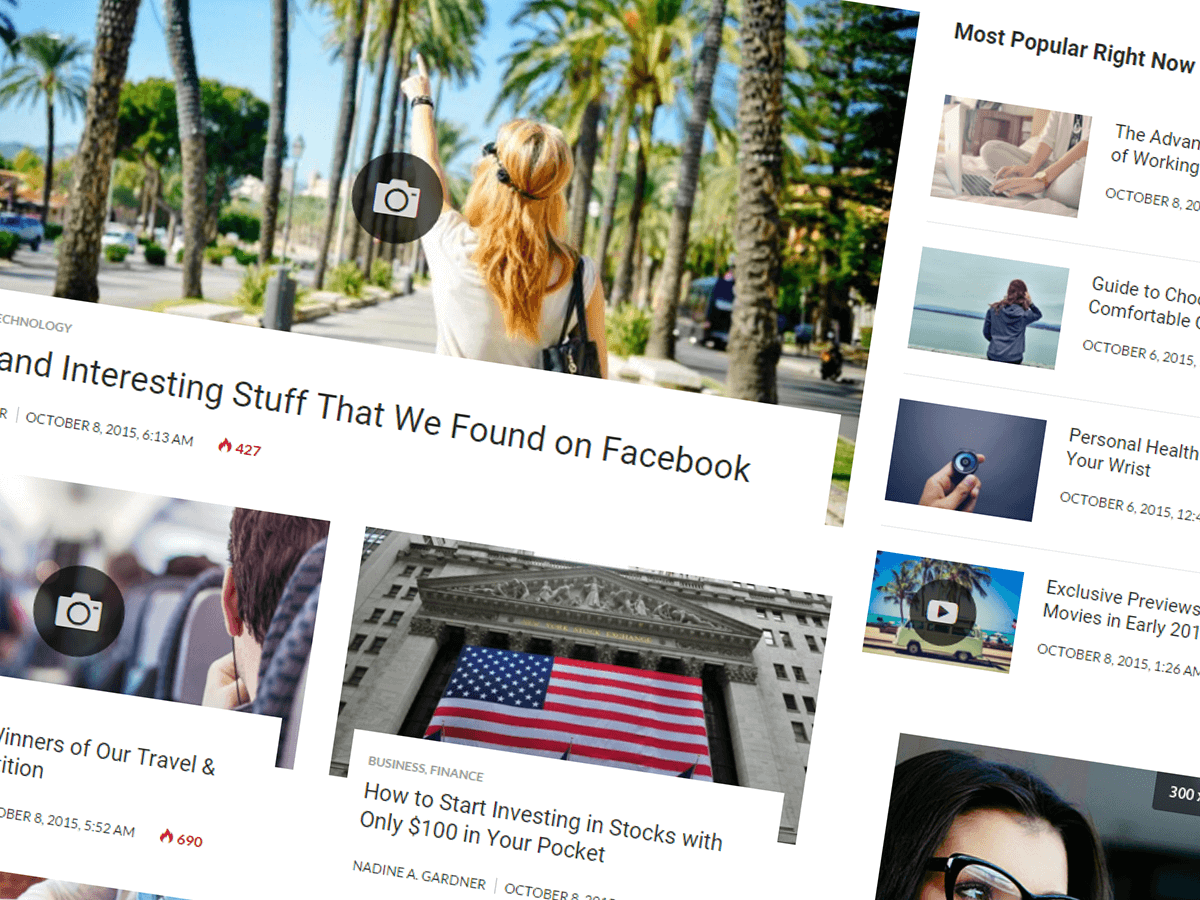 ECHNOLOGY
and Interesting Stuff That We Found on Facebook
R | OCTOBER 8, 2015, 6:13 AM 427
Winners of Our Travel &
ition
OBER 8, 2015, 5:52 AM 690
NEW YORK STOCK EXCHANGE
BUSINESS, FINANCE
How to Start Investing in Stocks with
Only $100 in Your Pocket
NADINE A. GARDNER | OCTOBER 8, 201
Most Popular Right Now
The Advan
of Working
OCTOBER 8, 20
Guide to Choo
Comfortable
OCTOBER 6, 2015,
Personal Health
Your Wrist
OCTOBER 6, 2015, 12:4
Exclusive Previews
Movies in Early 201
OCTOBER 8, 2015, 1:26 AM
300